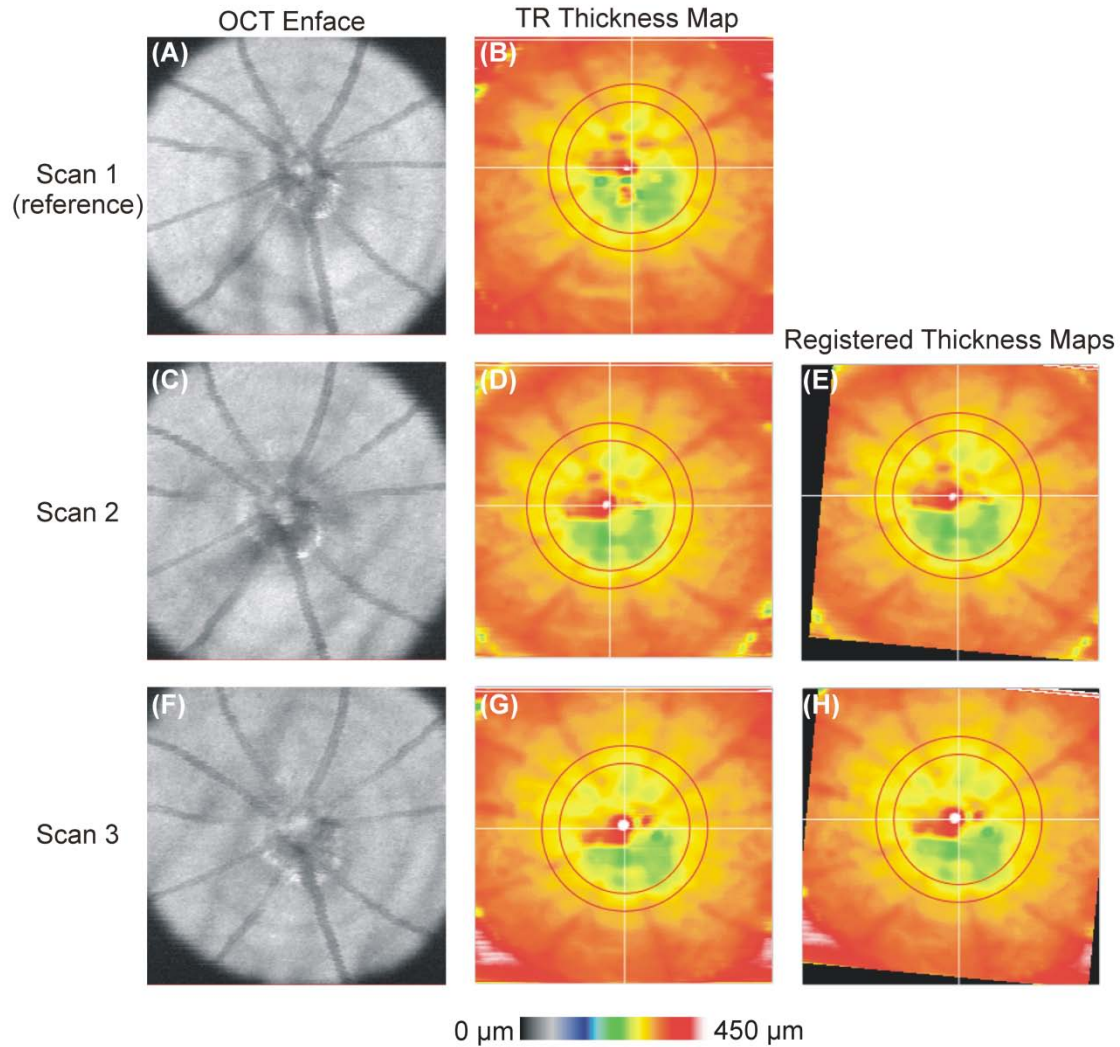 OCT Enface
TR Thickness Map
(A)
(B)
Scan 1
(reference)
Registered Thickness Maps
(C)
(D)
(E)
Scan 2
(F)
(G)
(H)
Scan 3
0 μm
450 μm